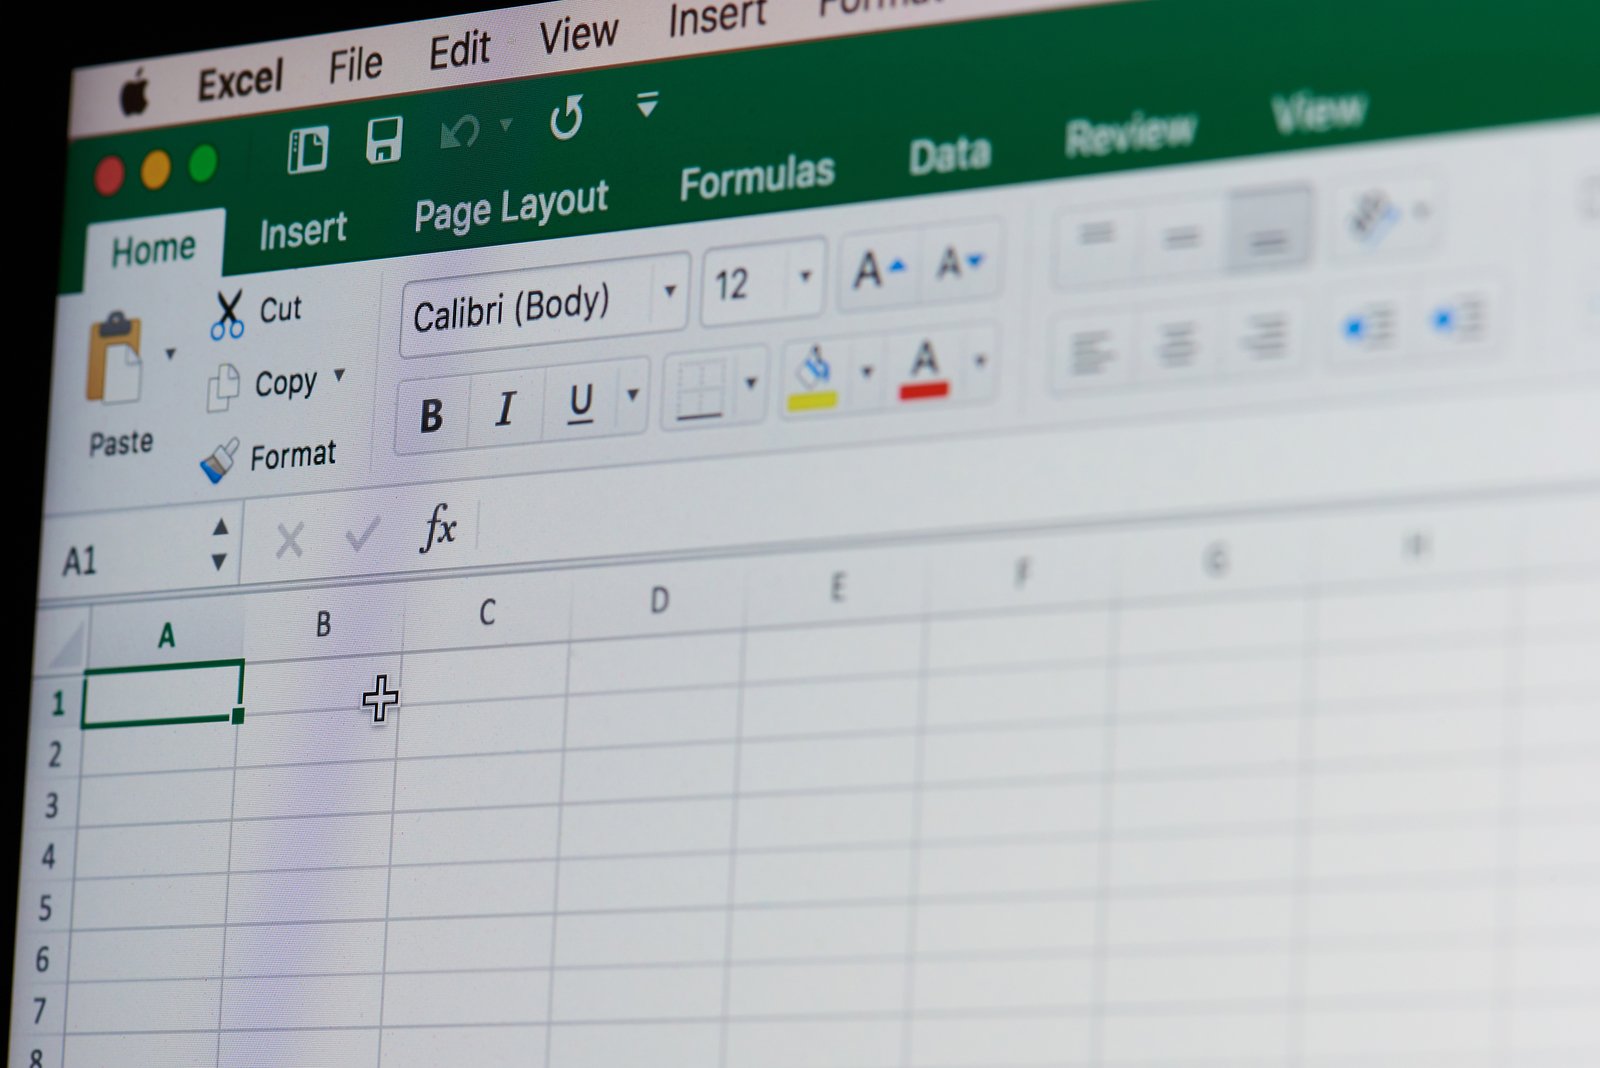 Excel File Edit View Insert Format
Home Insert Page Layout Formulas Data Review View
Cut
Calibri (Body) 12 A A
Copy
B I U A
Paste
Format
A1 fx
A B C D E F G H
1
2
3
4
5
6
7
8